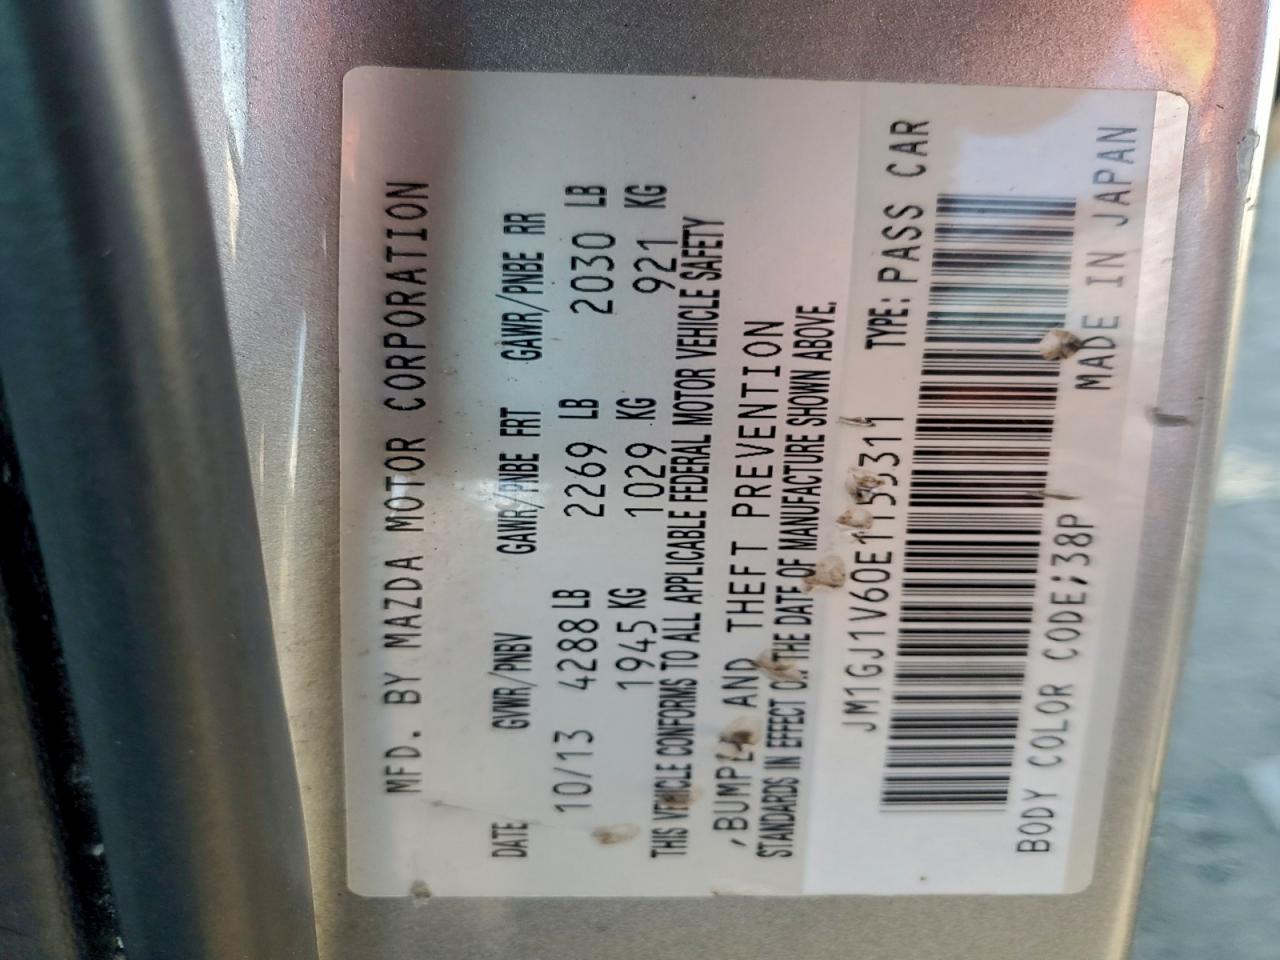 MFD. BY MAZDA MOTOR CORPORATION
DATE GVWR/PNBV GAWR/PNBE FRT GAWR/PNBE RR
10/13 4288 LB 2269 LB 2030 LB
1945 KG 1029 KG 921 KG
THIS VEHICLE CONFORMS TO ALL APPLICABLE FEDERAL MOTOR VEHICLE SAFETY
AND THEFT PREVENTION
STANDARDS IN EFFECT ON THE DATE OF MANUFACTURE SHOWN ABOVE.
TYPE: PASS CAR
BODY COLOR CODE:38P MADE IN JAPAN